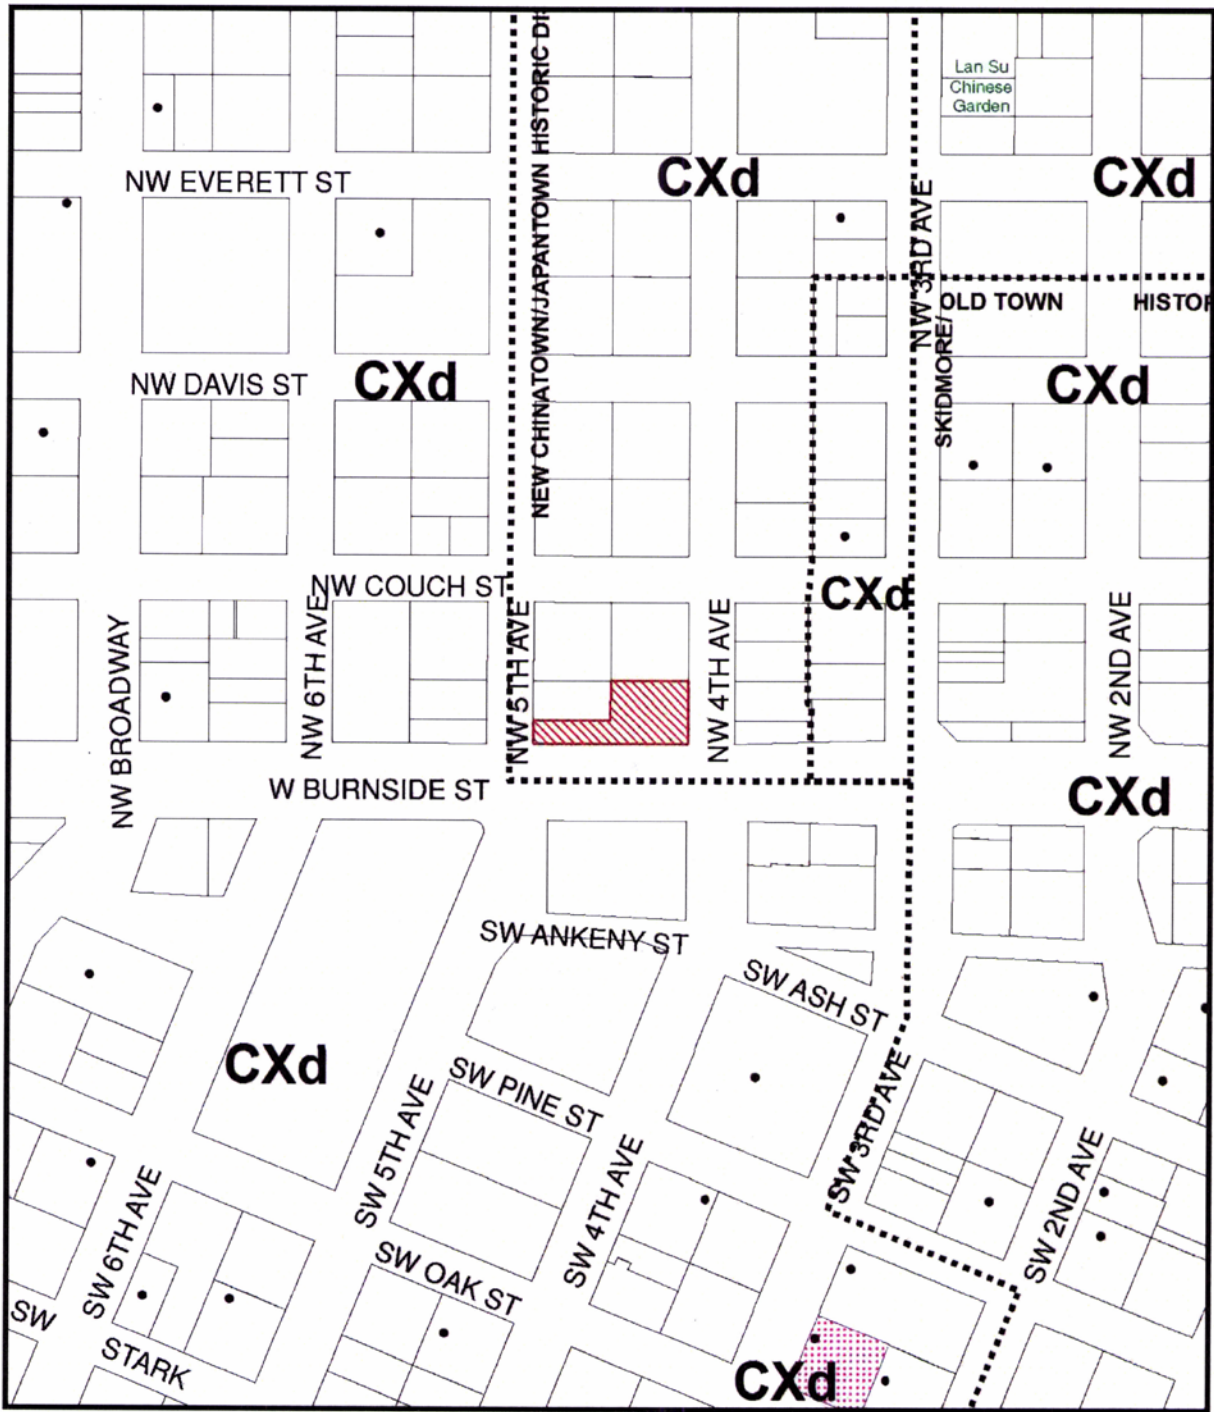 Lan Su
Chinese
Garden
CXd
CXd
NW EVERETT ST
NEW CHINATOWN/JAPANTOWN HISTORIC DI
NW 3RD AVE
OLD TOWN
HISTOR
SKIDMORE/
NW DAVIS ST
CXd
CXd
NW COUCH ST
CXd
NW BROADWAY
NW 6TH AVE
NW 5TH AVE
NW 4TH AVE
NW 2ND AVE
W BURNSIDE ST
CXd
SW ANKENY ST
SW ASH ST
CXd
SW PINE ST
SW 5TH AVE
SW 3RD AVE
SW 4TH AVE
SW 6TH AVE
SW 2ND AVE
SW OAK ST
SW
STARK
CXd